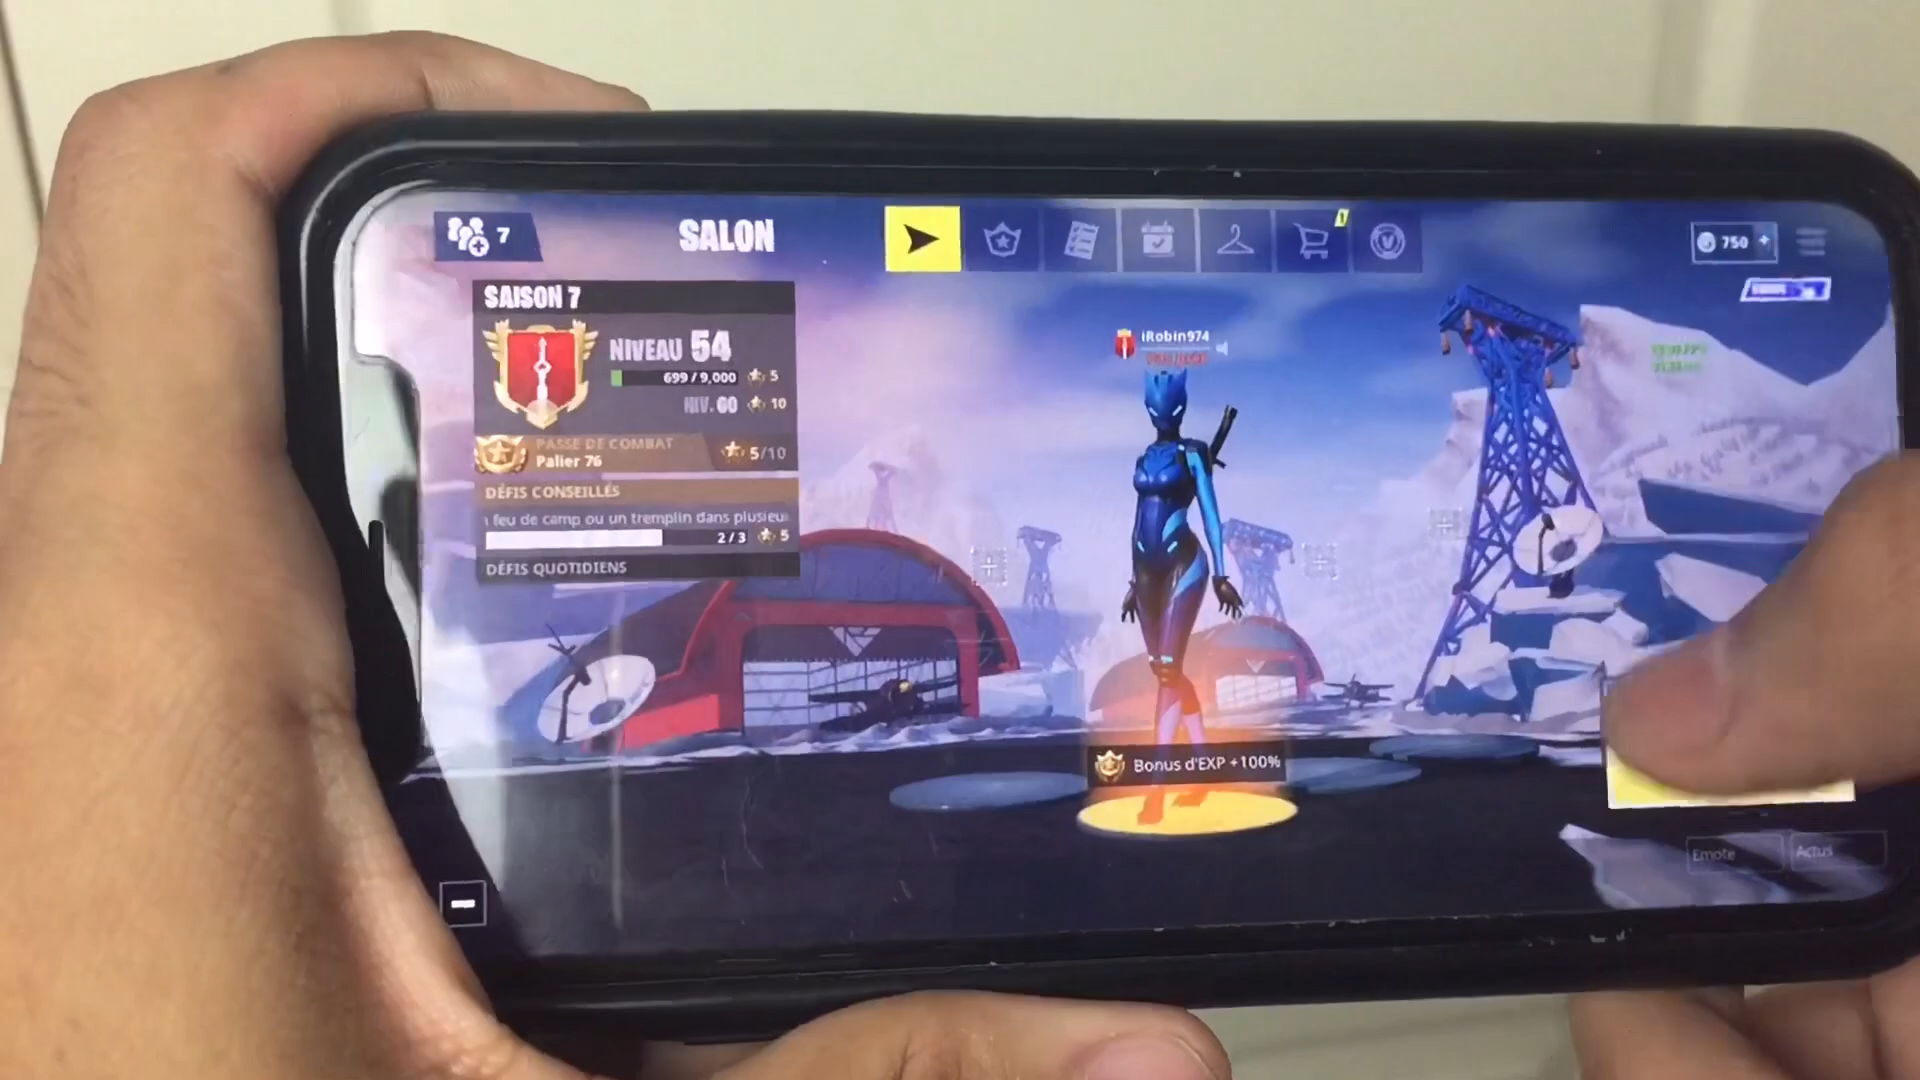 7
SALON
1
750
SAISON 7
NIVEAU 54
699 / 9,000
5
NIV. 60
10
PASSE DE COMBAT
Palier 76
5/10
DÉFIS CONSEILLÉS
feu de camp ou un tremplin dans plusieu
2 / 3
5
DÉFIS QUOTIDIENS
iRobin974
Bonus d'EXP +100%
Emote
Actus